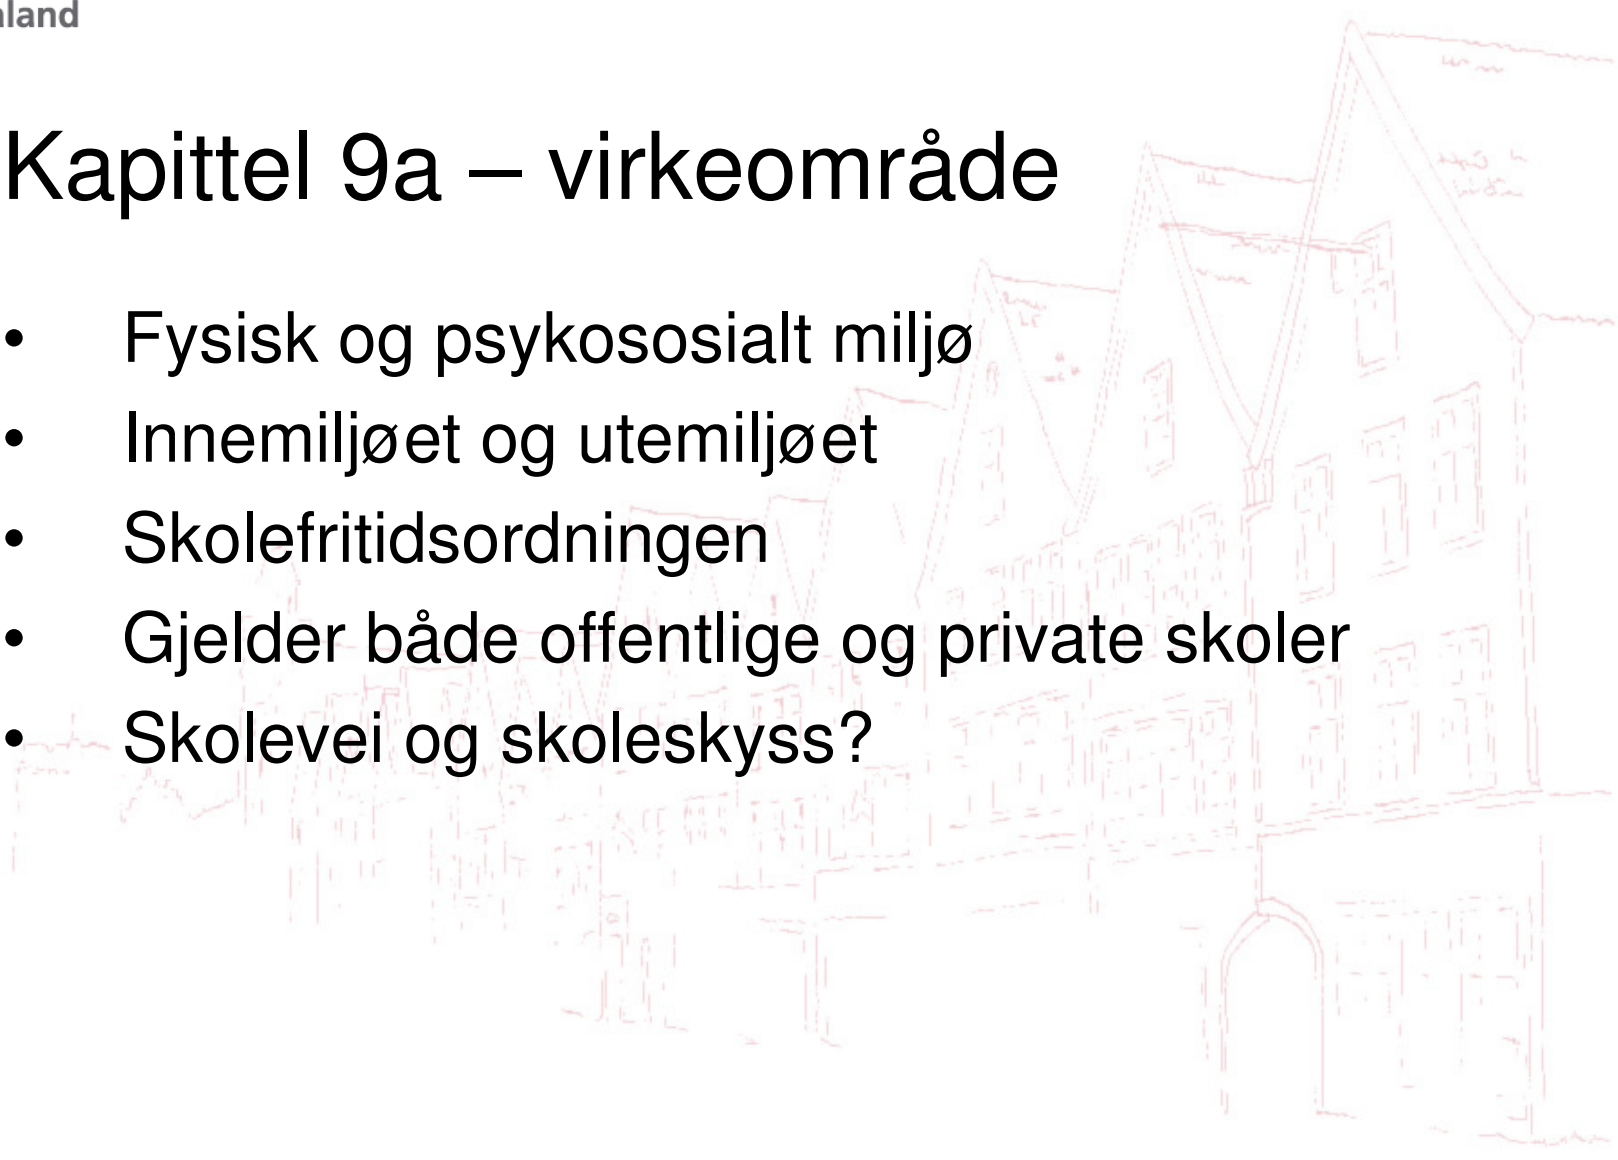 Kapittel 9a – virkeområde
• Fysisk og psykososialt miljø
• Innemiljøet og utemiljøet
• Skolefritidsordningen
• Gjelder både offentlige og private skoler
• Skolevei og skoleskyss?